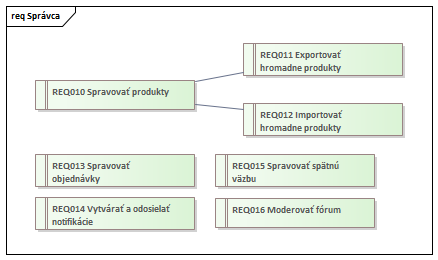 req Správca
REQ011 Exportovať
hromadne produkty
REQ010 Spravovať produkty
REQ012 Importovať
hromadne produkty
REQ013 Spravovať
objednávky
REQ015 Spravovať spätnú
väzbu
REQ014 Vytvárať a odosielať
notifikácie
REQ016 Moderovať fórum